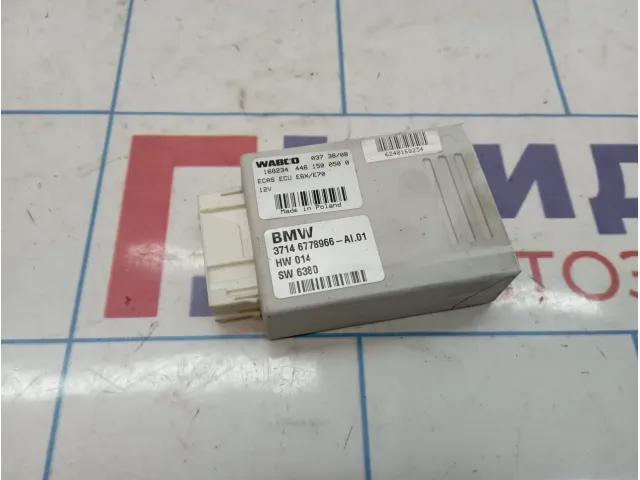 WABCO 037 38/08
168234 446 150 050 0
ECAS ECU E6X/E70
12V
Made in Poland
6240168234
BMW
3714 6778966-AI.01
HW 014
SW 6380